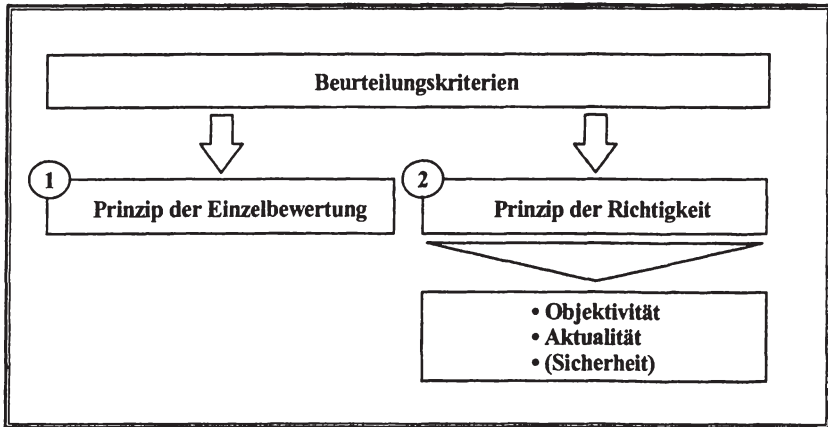 Beurteilungskriterien
1
Prinzip der Einzelbewertung
2
Prinzip der Richtigkeit
• Objektivität
• Aktualität
• (Sicherheit)